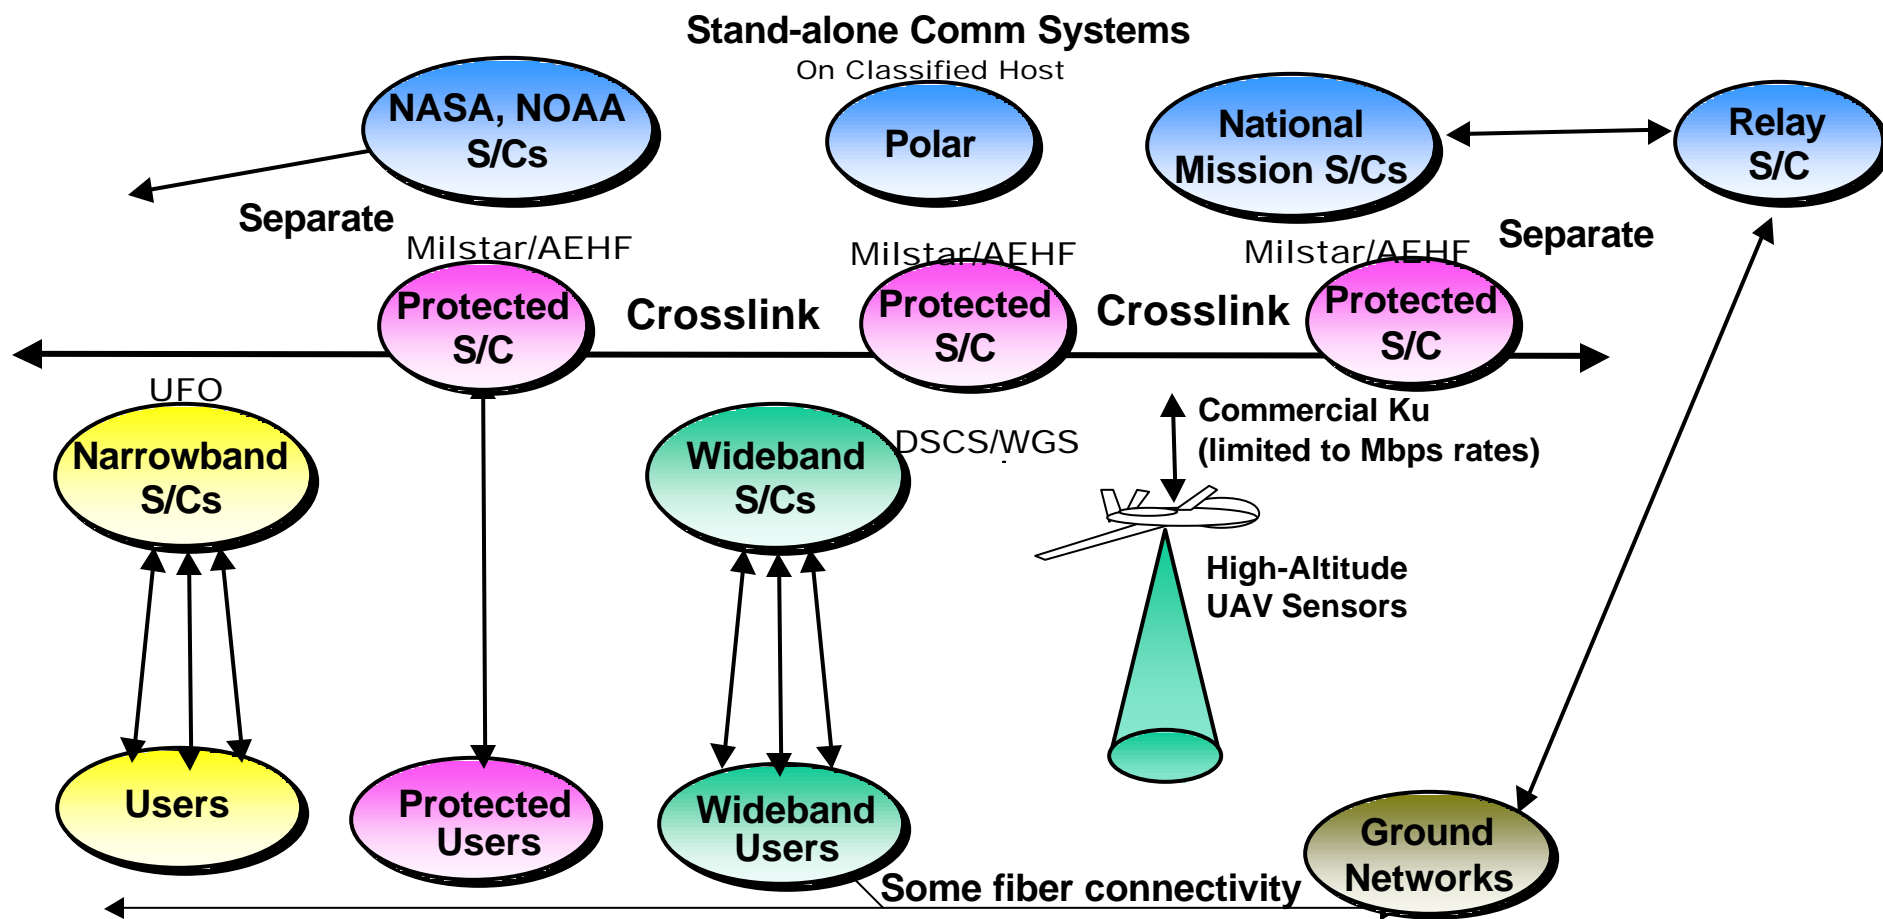 Stand-alone Comm Systems
On Classified Host
NASA, NOAA
S/Cs
Polar
National
Mission S/Cs
Relay
S/C
Separate
Separate
Milstar/AEHF
Milstar/AEHF
Milstar/AEHF
Protected
S/C
Crosslink
Protected
S/C
Crosslink
Protected
S/C
UFO
Narrowband
S/Cs
Wideband
S/Cs
DSCS/WGS
Commercial Ku
(limited to Mbps rates)
High-Altitude
UAV Sensors
Users
Protected
Users
Wideband
Users
Ground
Networks
Some fiber connectivity